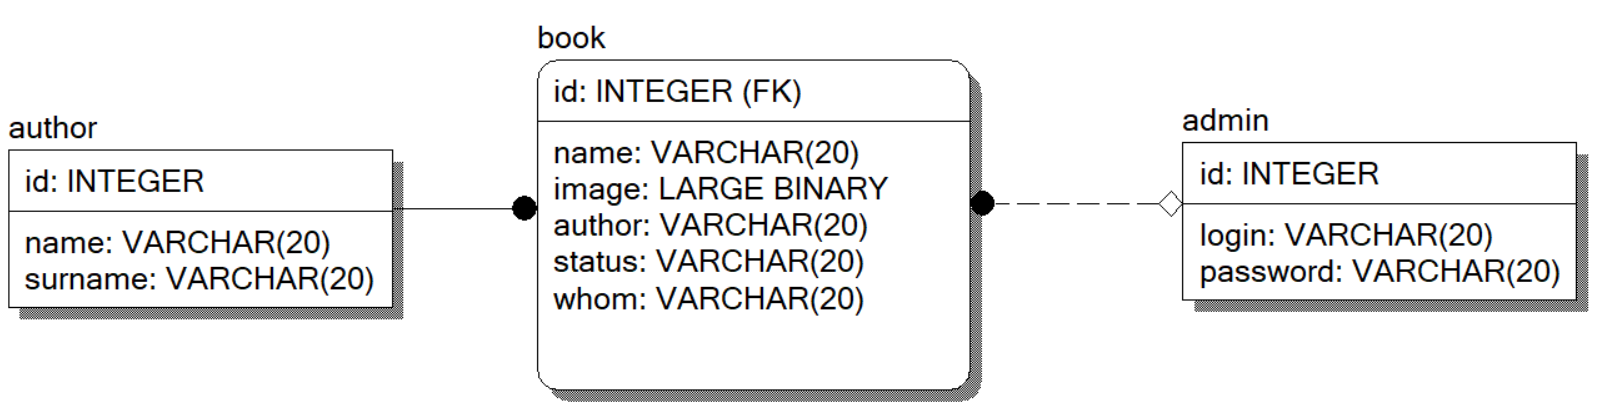 author
id: INTEGER
name: VARCHAR(20)
surname: VARCHAR(20)
book
id: INTEGER (FK)
name: VARCHAR(20)
image: LARGE BINARY
author: VARCHAR(20)
status: VARCHAR(20)
whom: VARCHAR(20)
admin
id: INTEGER
login: VARCHAR(20)
password: VARCHAR(20)